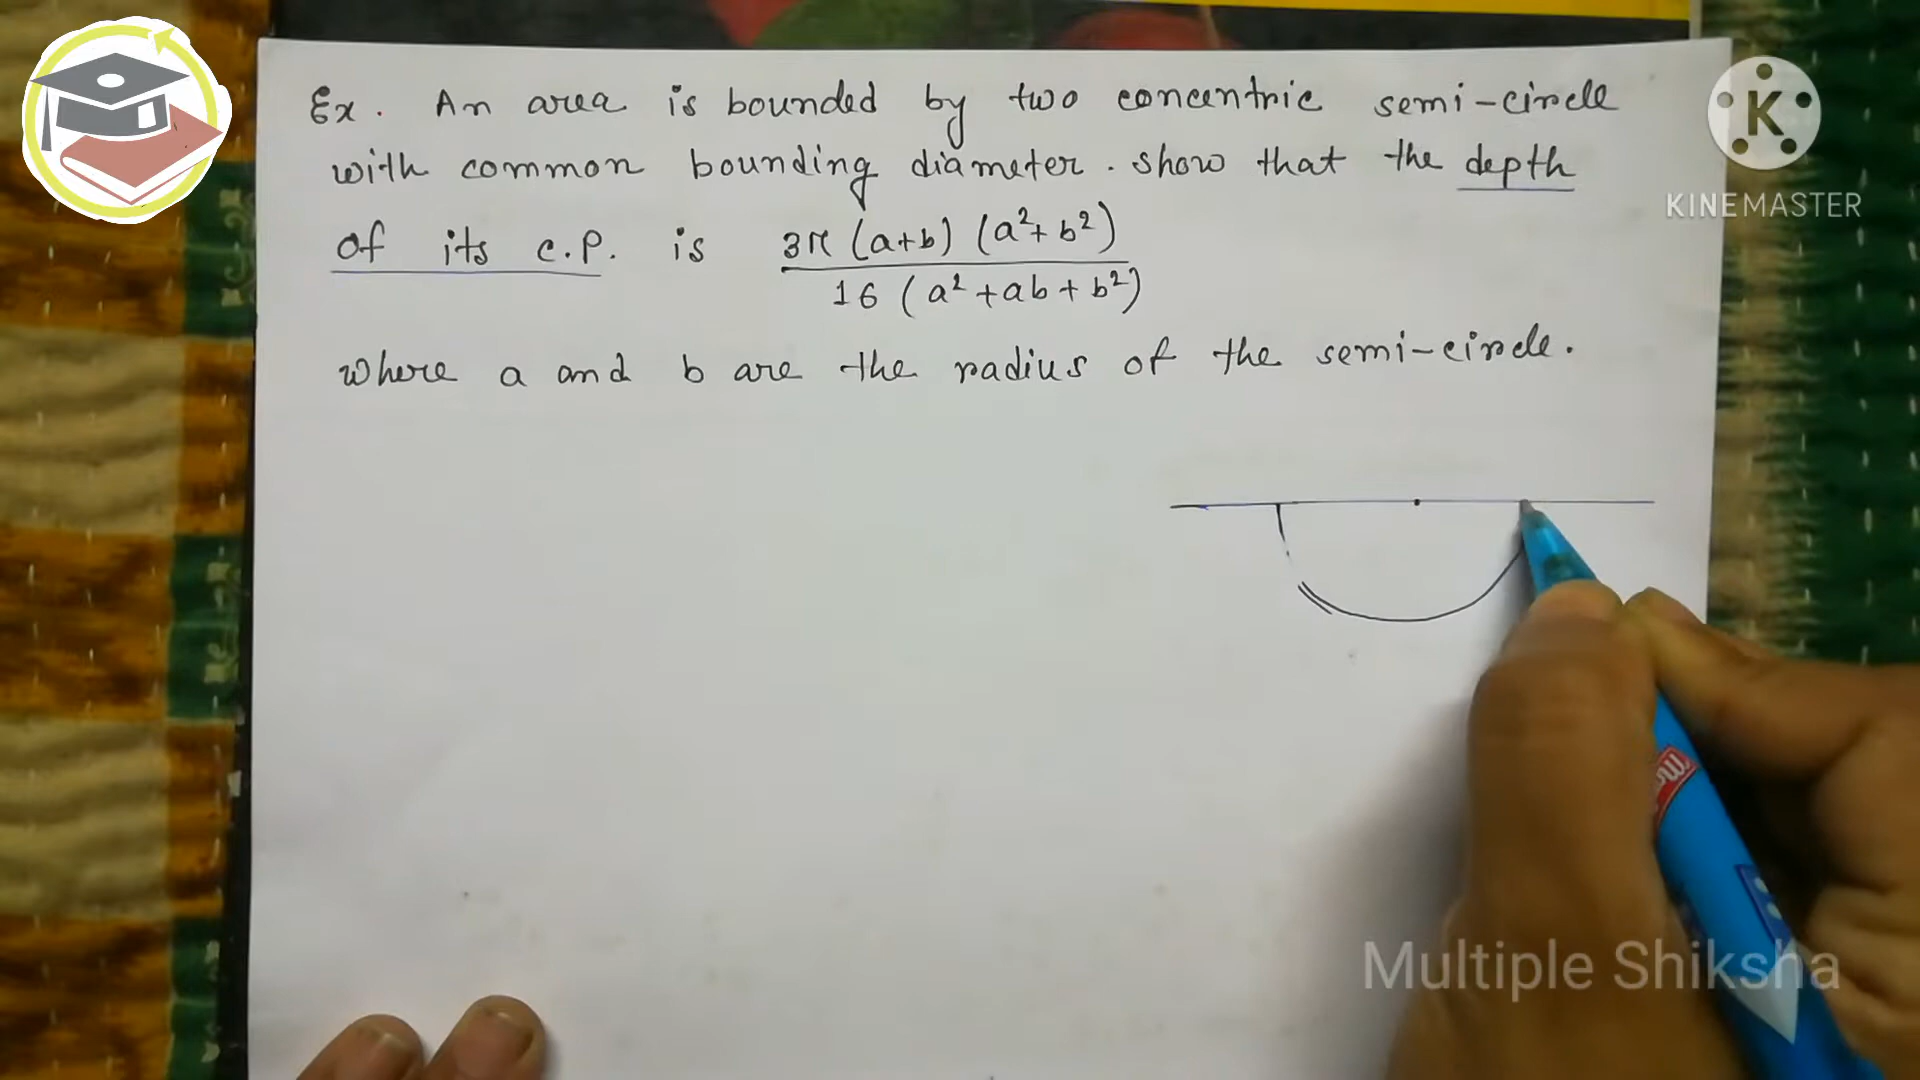 Ex. An area is bounded by two concentric semi-circle
with common bounding diameter. show that the depth
of its c.p. is 3π (a+b) (a²+b²) / 16 (a²+ab+b²)
where a and b are the radius of the semi-circle.
K
KINEMASTER
Multiple Shiksha